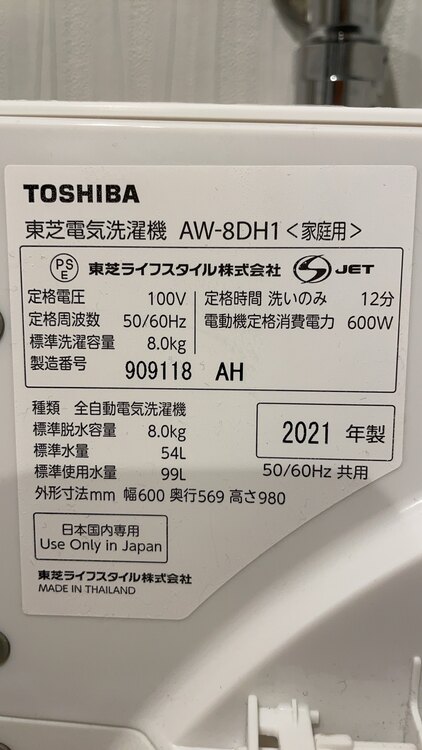 TOSHIBA
東芝電気洗濯機 AW-8DH1<家庭用>
PS
E
東芝ライフスタイル株式会社 JET
定格電圧 100V
定格周波数 50/60Hz
標準洗濯容量 8.0kg
定格時間 洗いのみ 12分
電動機定格消費電力 600W
製造番号 909118 AH
種類 全自動電気洗濯機
標準脱水容量 8.0kg
標準水量 54L
標準使用水量 99L
2021 年製
50/60Hz 共用
外形寸法mm 幅600 奥行569 高さ980
日本国内専用
Use Only in Japan
東芝ライフスタイル株式会社
MADE IN THAILAND